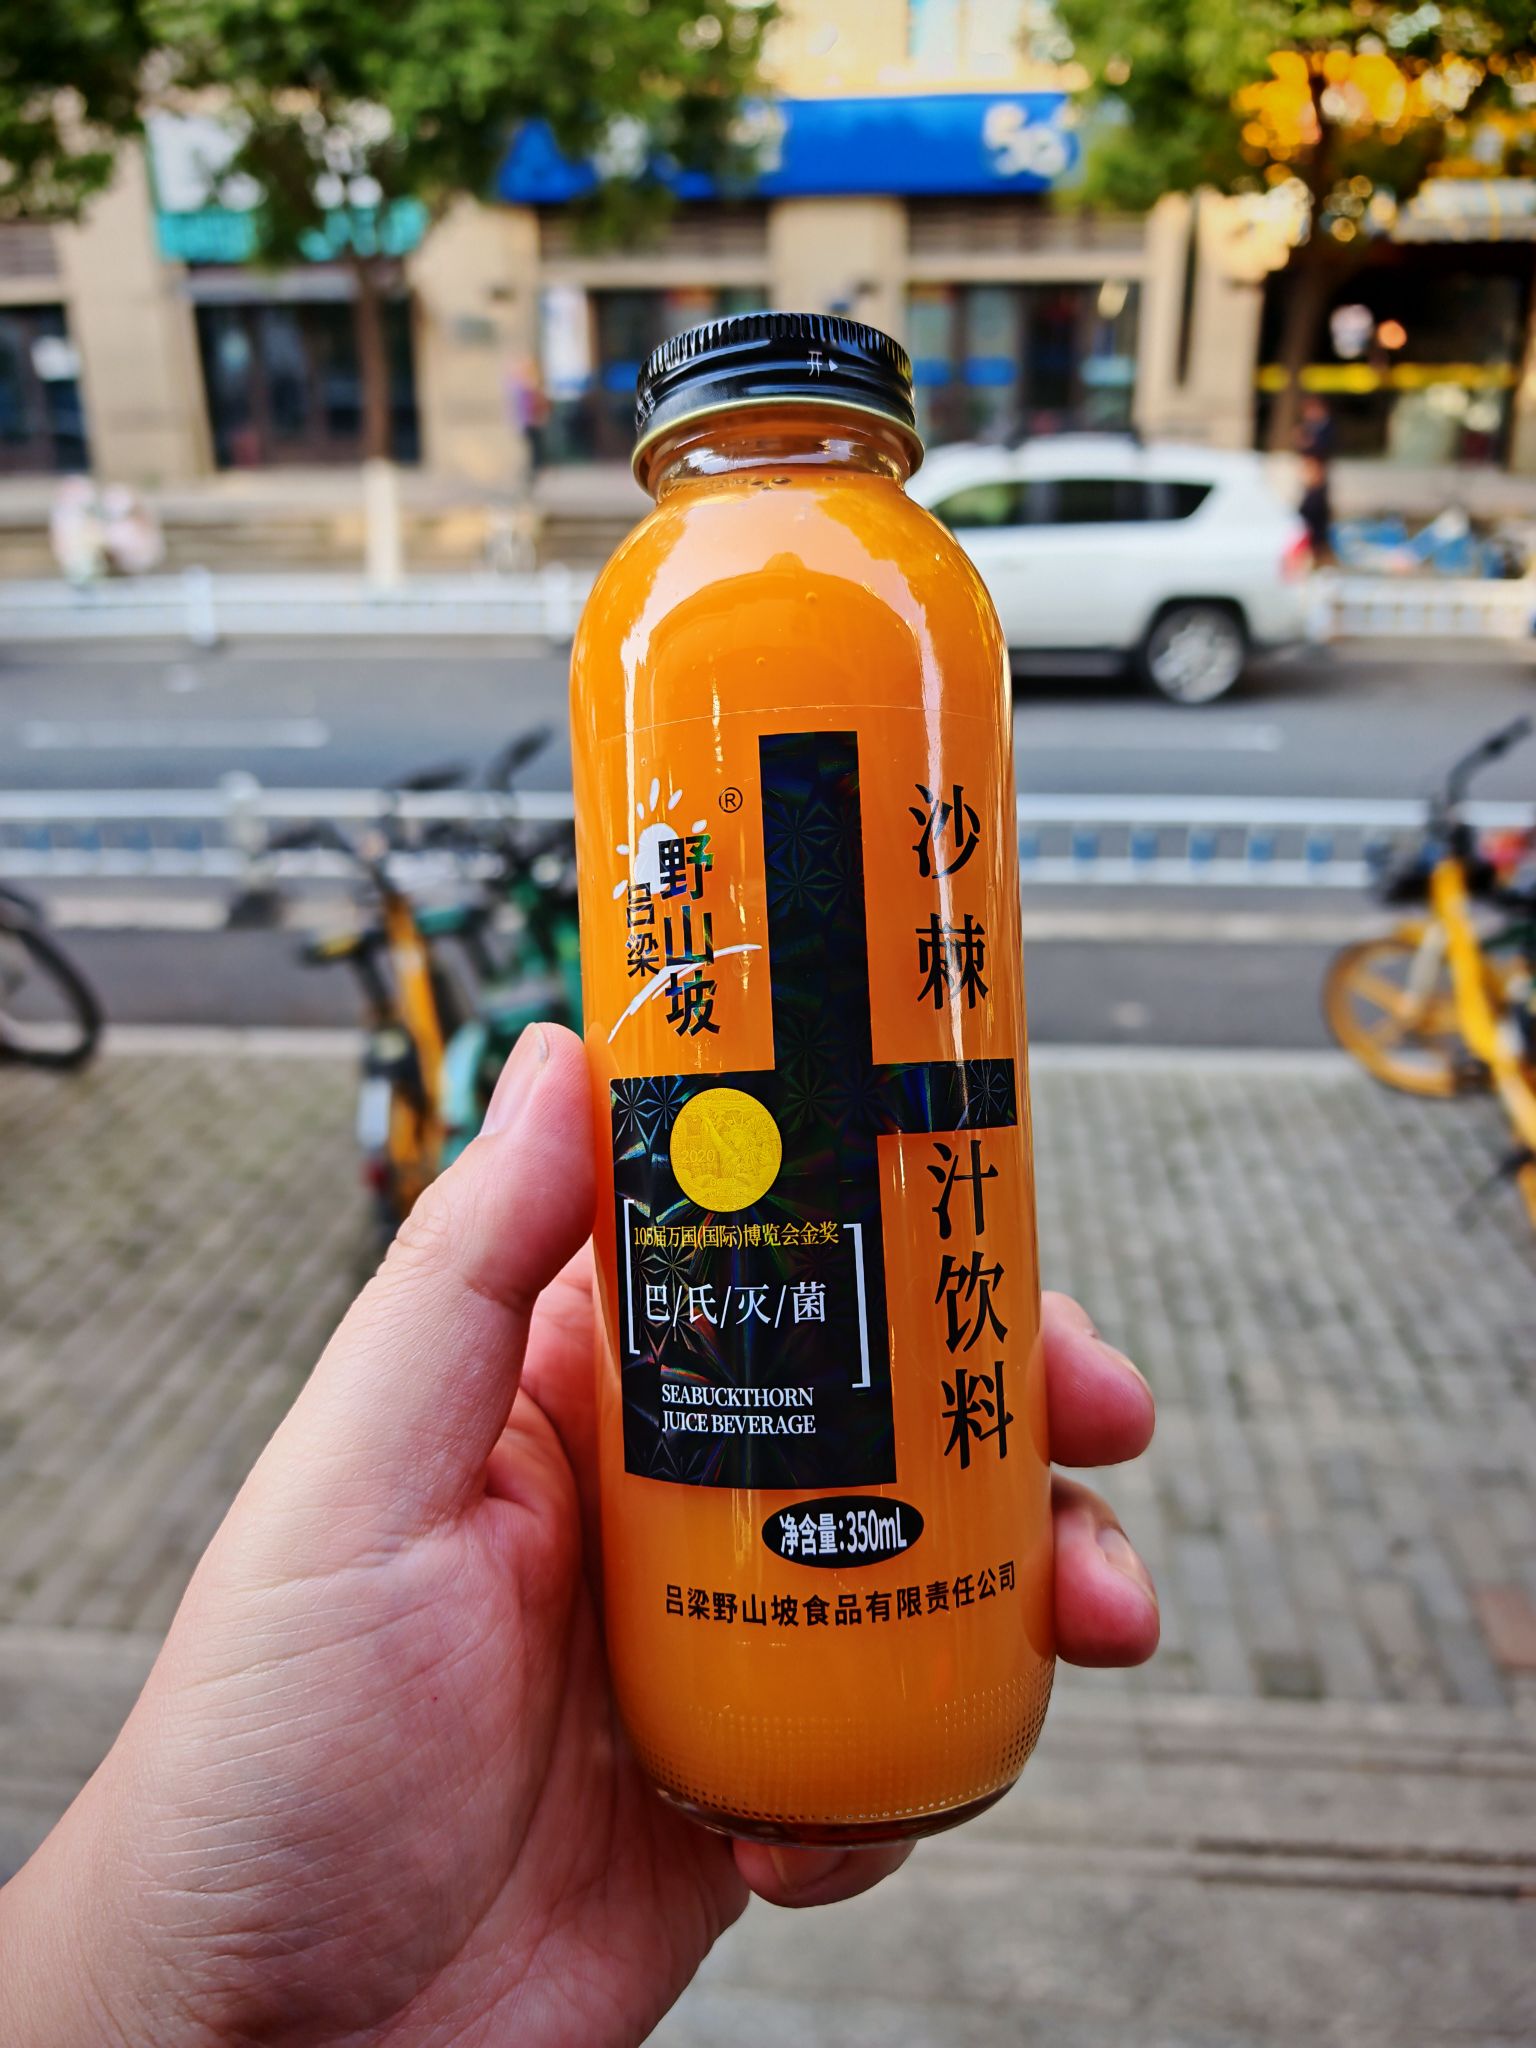 开
®
野山坡
吕梁
沙棘汁饮料
2020
105届万国(国际)博览会金奖
巴/氏/灭/菌
SEABUCKTHORN
JUICE BEVERAGE
净含量:350mL
吕梁野山坡食品有限责任公司
5G